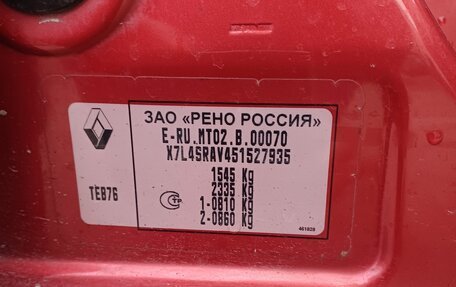 ЗАО «РЕНО РОССИЯ»
E-RU.MT02.B.00070
X7L4SRAV451527935
1545 Kg
2335 Kg
1-0810 Kg
2-0860 Kg
TEB76
СТР
461828